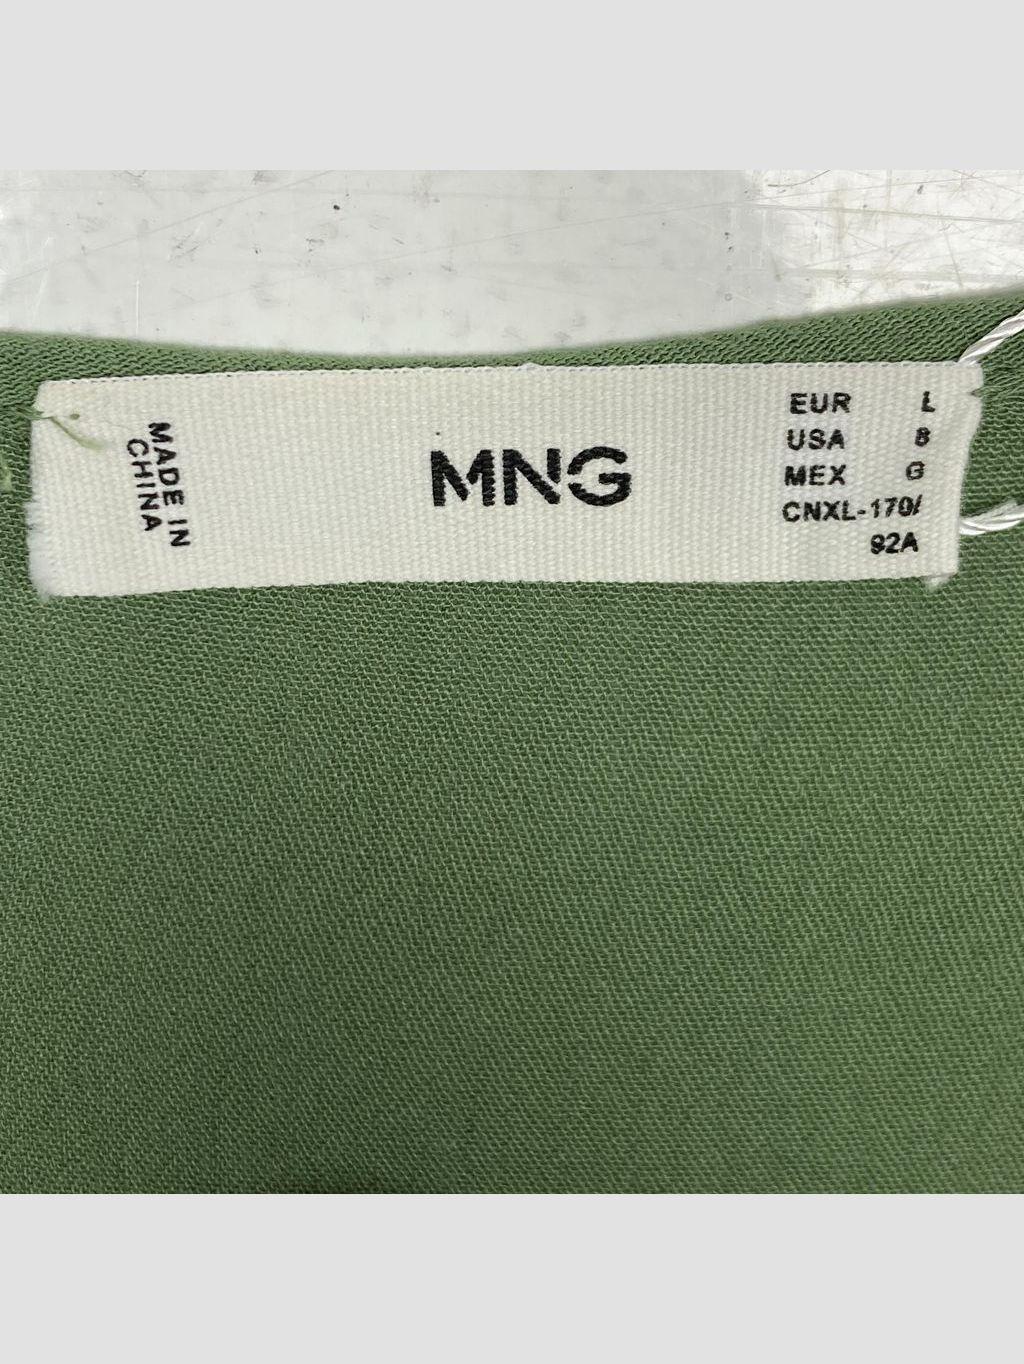 MADE IN
CHINA
MNG
EUR L
USA 8
MEX G
CNXL-170/
92A